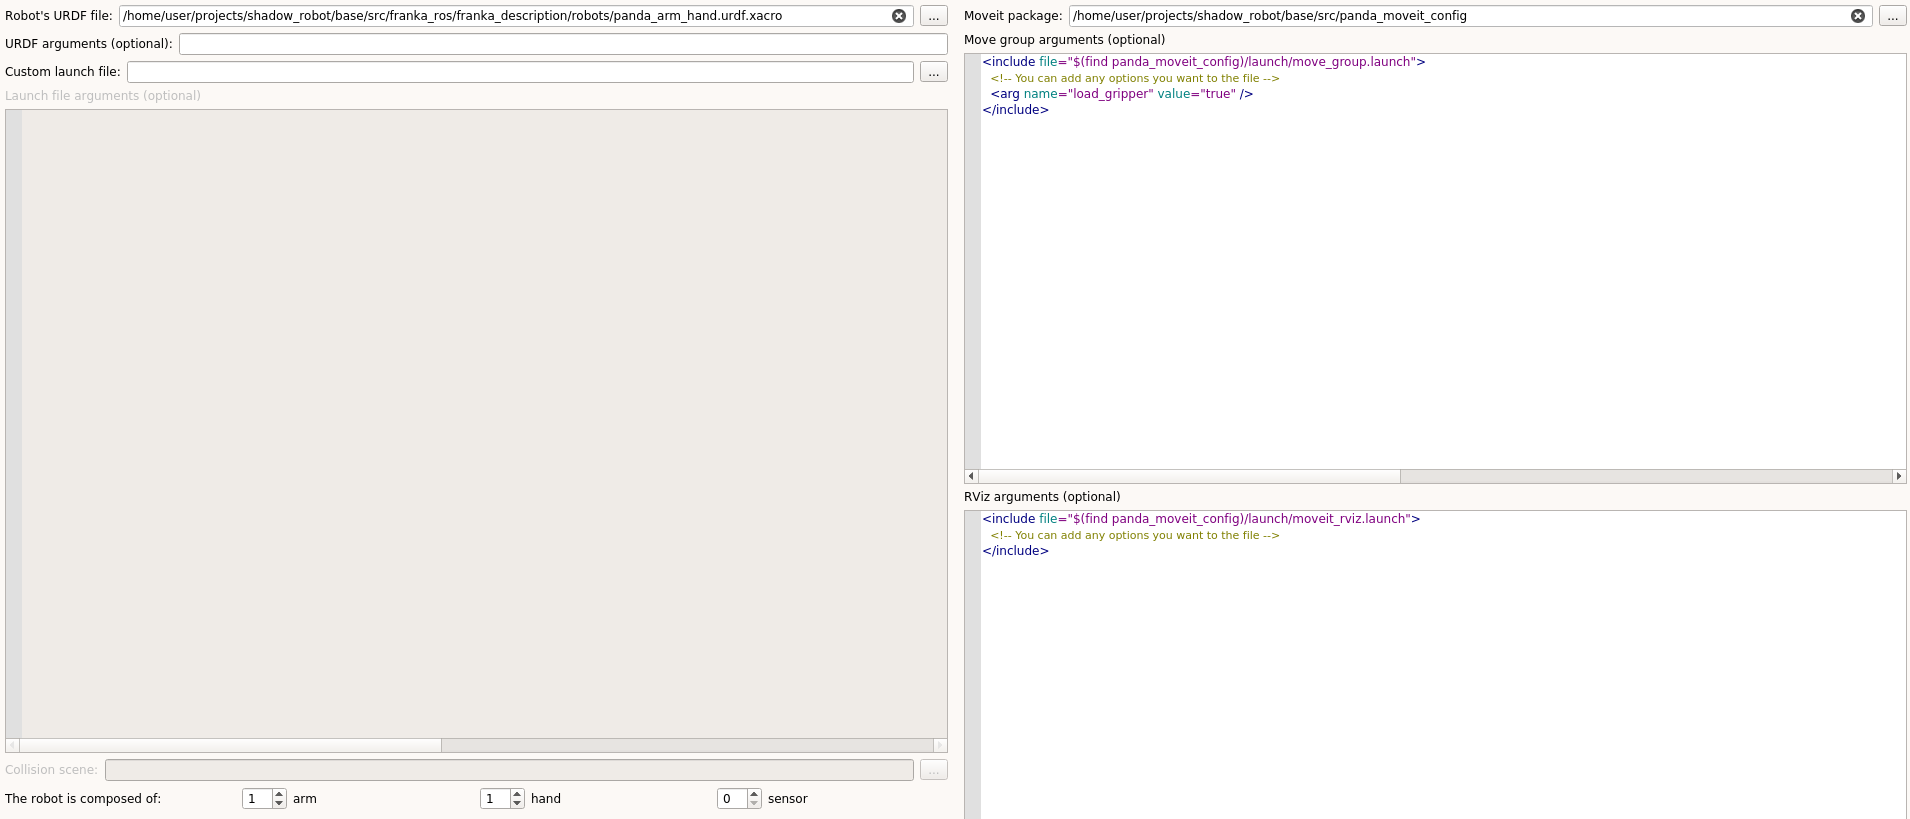 Robot's URDF file: /home/user/projects/shadow_robot/base/src/franka_ros/franka_description/robots/panda_arm_hand.urdf.xacro ...
URDF arguments (optional):
Custom launch file: ...
Launch file arguments (optional)
Collision scene: ...
The robot is composed of: 1 arm 1 hand 0 sensor
Moveit package: /home/user/projects/shadow_robot/base/src/panda_moveit_config ...
Move group arguments (optional)
<include file="$(find panda_moveit_config)/launch/move_group.launch">
  <!-- You can add any options you want to the file -->
  <arg name="load_gripper" value="true" />
</include>
RViz arguments (optional)
<include file="$(find panda_moveit_config)/launch/moveit_rviz.launch">
  <!-- You can add any options you want to the file -->
</include>